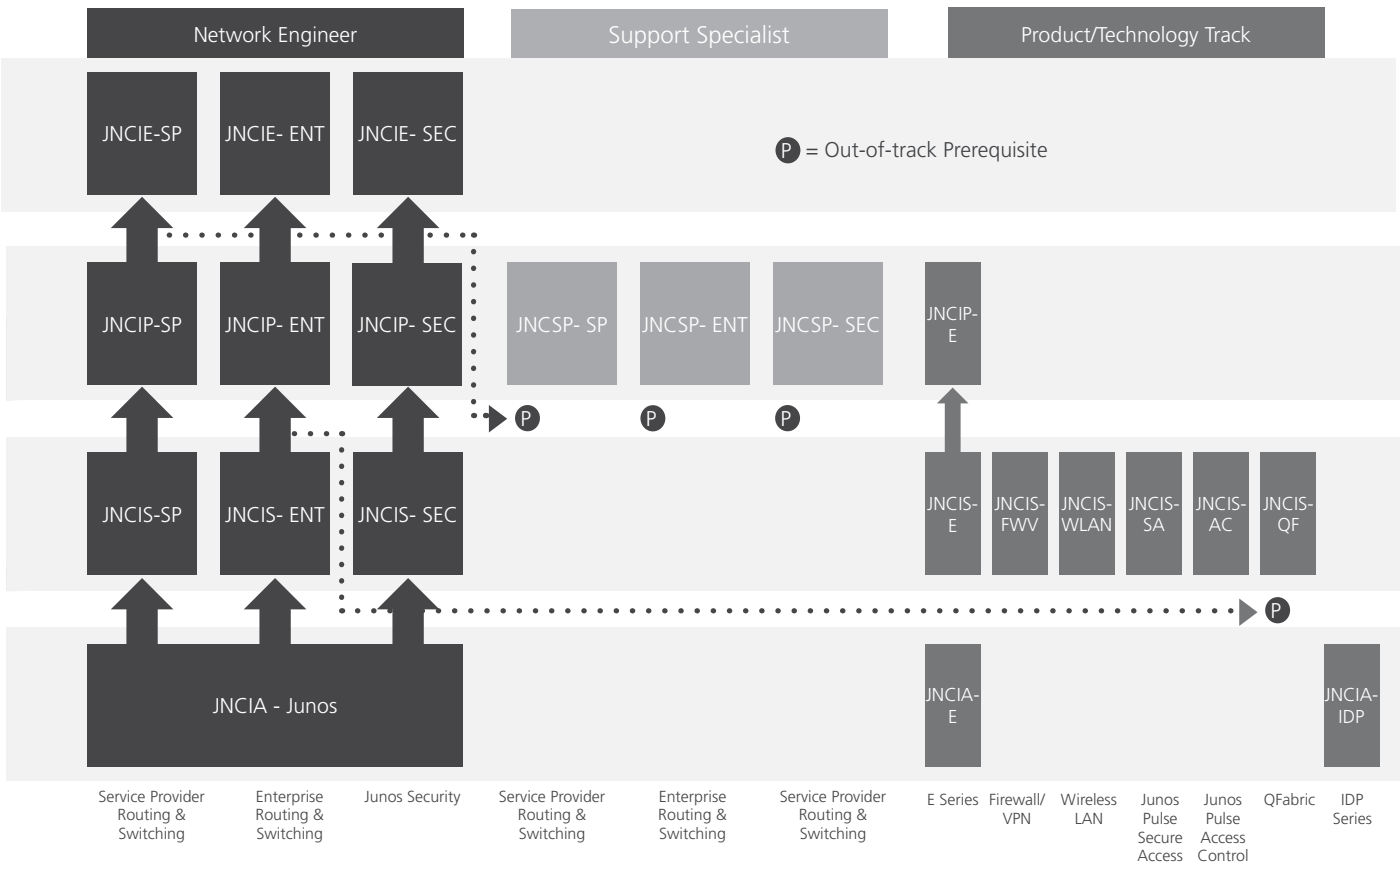 Network Engineer
Support Specialist
Product/Technology Track
JNCIE-SP
JNCIE- ENT
JNCIE- SEC
P = Out-of-track Prerequisite
JNCIP-SP
JNCIP- ENT
JNCIP- SEC
JNCSP- SP
JNCSP- ENT
JNCSP- SEC
JNCIP-
E
P
P
P
JNCIS-SP
JNCIS- ENT
JNCIS- SEC
JNCIS-
E
JNCIS-
FWV
JNCIS-
WLAN
JNCIS-
SA
JNCIS-
AC
JNCIS-
QF
P
JNCIA - Junos
JNCIA-
E
JNCIA-
IDP
Service Provider
Routing &
Switching
Enterprise
Routing &
Switching
Junos Security
Service Provider
Routing &
Switching
Enterprise
Routing &
Switching
Service Provider
Routing &
Switching
E Series
Firewall/
VPN
Wireless
LAN
Junos
Pulse
Secure
Access
Junos
Pulse
Access
Control
QFabric
IDP
Series